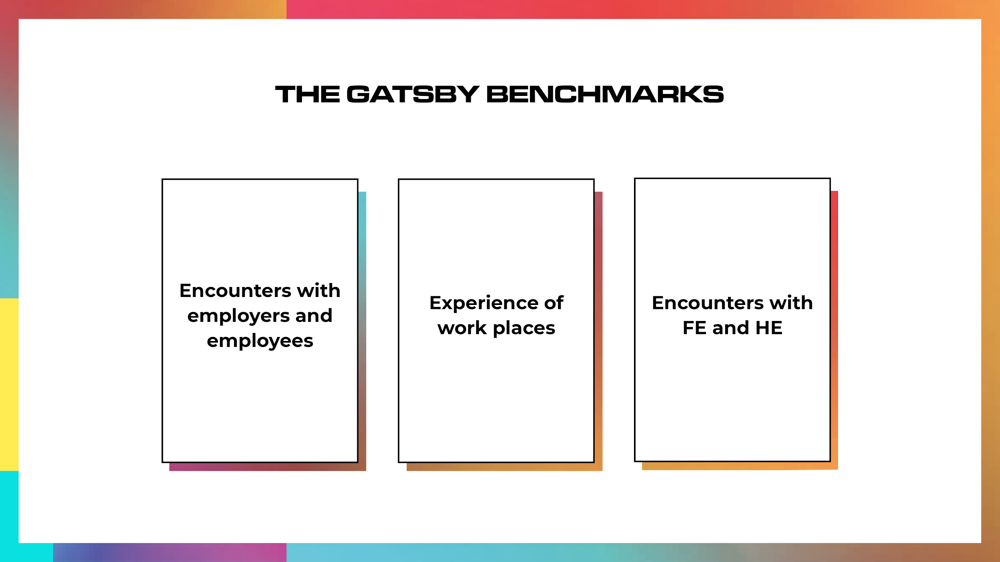 THE GATSBY BENCHMARKS
Encounters with
employers and
employees
Experience of
work places
Encounters with
FE and HE